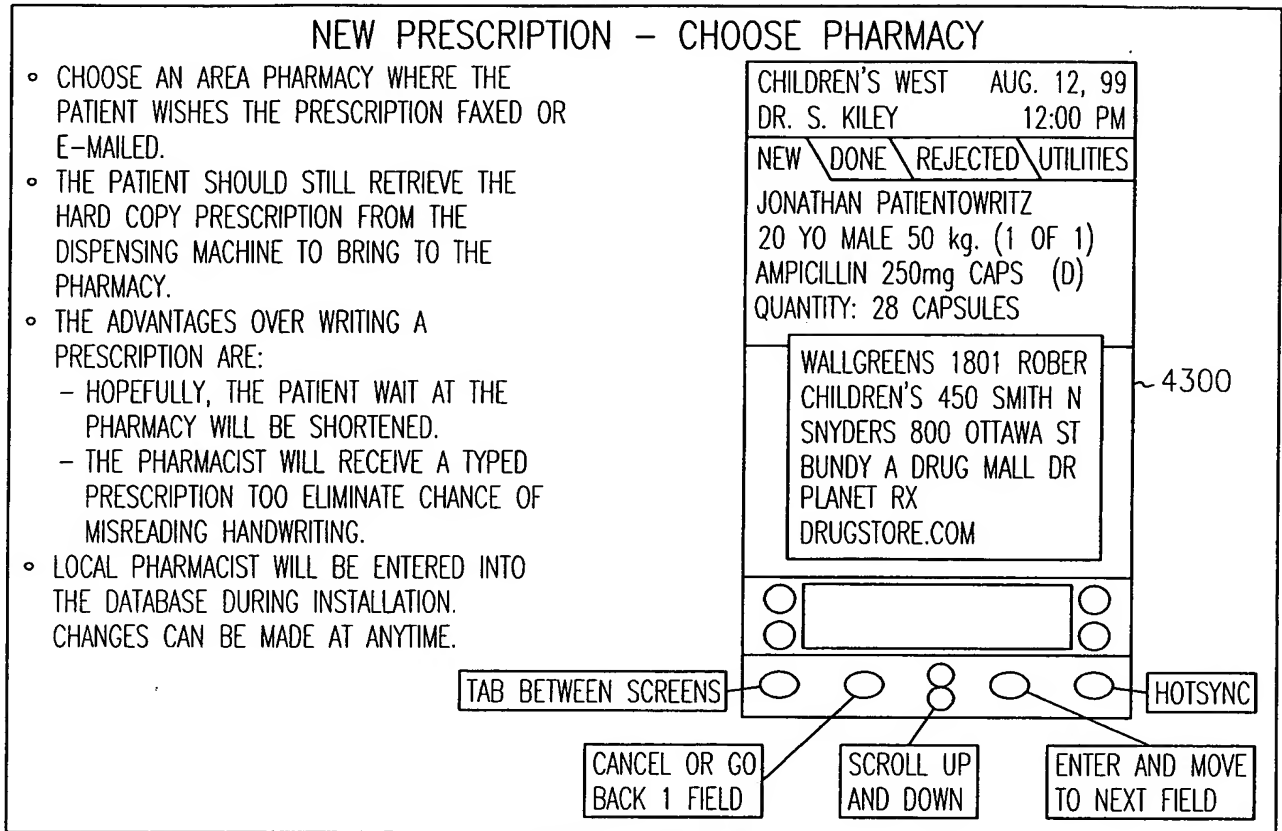 NEW PRESCRIPTION – CHOOSE PHARMACY
∘ CHOOSE AN AREA PHARMACY WHERE THE
PATIENT WISHES THE PRESCRIPTION FAXED OR
E-MAILED.
∘ THE PATIENT SHOULD STILL RETRIEVE THE
HARD COPY PRESCRIPTION FROM THE
DISPENSING MACHINE TO BRING TO THE
PHARMACY.
∘ THE ADVANTAGES OVER WRITING A
PRESCRIPTION ARE:
– HOPEFULLY, THE PATIENT WAIT AT THE
PHARMACY WILL BE SHORTENED.
– THE PHARMACIST WILL RECEIVE A TYPED
PRESCRIPTION TOO ELIMINATE CHANCE OF
MISREADING HANDWRITING.
∘ LOCAL PHARMACIST WILL BE ENTERED INTO
THE DATABASE DURING INSTALLATION.
CHANGES CAN BE MADE AT ANYTIME.
CHILDREN'S WEST AUG. 12, 99
DR. S. KILEY 12:00 PM
NEW DONE REJECTED UTILITIES
JONATHAN PATIENTOWRITZ
20 YO MALE 50 kg. (1 OF 1)
AMPICILLIN 250mg CAPS (D)
QUANTITY: 28 CAPSULES
WALLGREENS 1801 ROBER
CHILDREN'S 450 SMITH N
SNYDERS 800 OTTAWA ST
BUNDY A DRUG MALL DR
PLANET RX
DRUGSTORE.COM
4300
TAB BETWEEN SCREENS
HOTSYNC
CANCEL OR GO
BACK 1 FIELD
SCROLL UP
AND DOWN
ENTER AND MOVE
TO NEXT FIELD